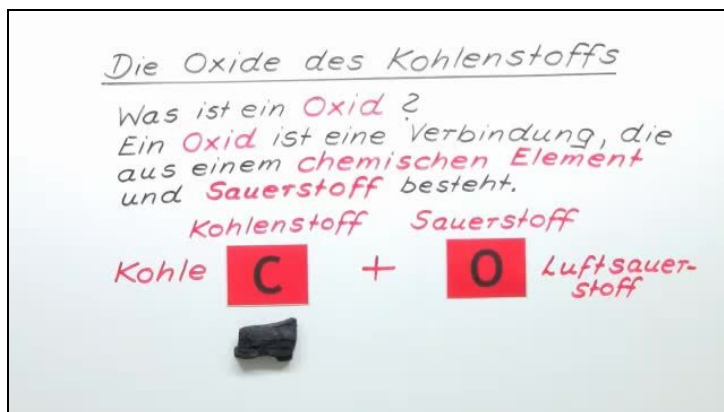 Die Oxide des Kohlenstoffs
Was ist ein Oxid ?
Ein Oxid ist eine Verbindung, die
aus einem chemischen Element
und Sauerstoff besteht.
Kohlenstoff Sauerstoff
Kohle C + O Luftsauer-
stoff